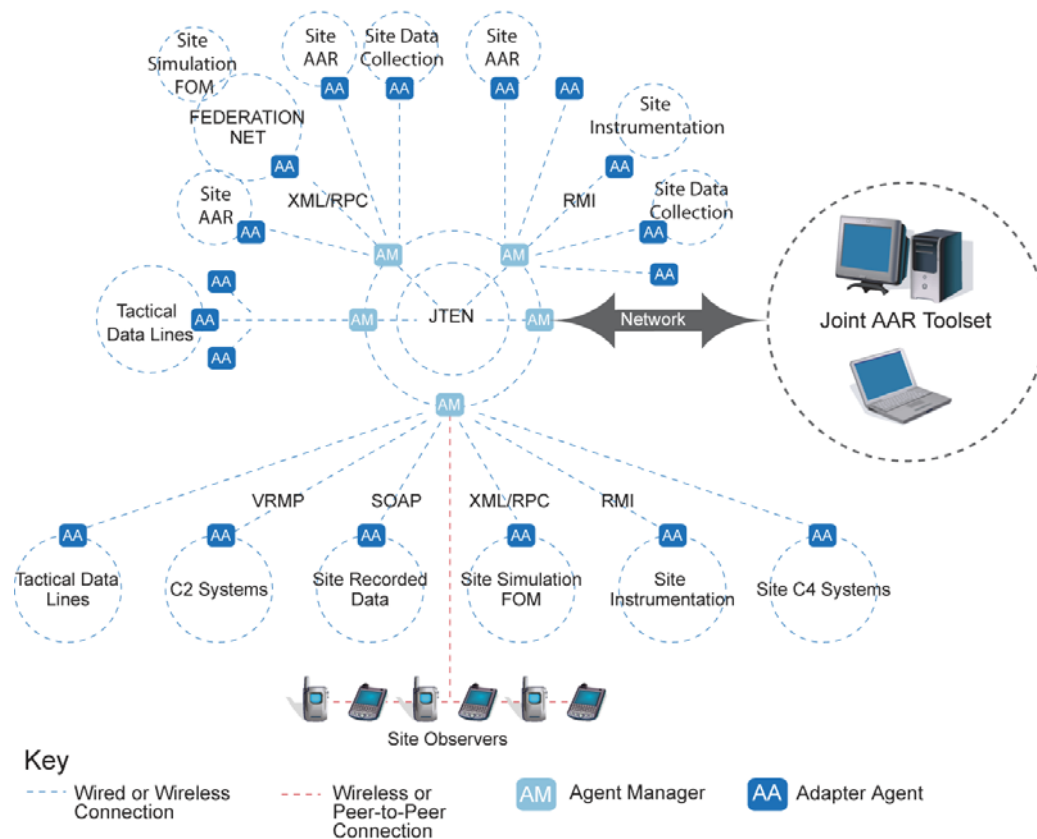 Site
Simulation
FOM
Site
AAR
AA
Site Data
Collection
AA
Site
AAR
AA
AA
FEDERATION
NET
AA
Site
Instrumentation
AA
XML/RPC
RMI
Site
AAR
AA
Site Data
Collection
AA
AA
AM
AM
Tactical
Data Lines
AA
AA
AA
AM
JTEN
AM
Network
Joint AAR Toolset
AM
VRMP
SOAP
XML/RPC
RMI
AA
AA
AA
AA
AA
AA
Tactical Data
Lines
C2 Systems
Site Recorded
Data
Site Simulation
FOM
Site
Instrumentation
Site C4 Systems
Site Observers
Key
Wired or Wireless
Connection
Wireless or
Peer-to-Peer
Connection
AM
Agent Manager
AA
Adapter Agent